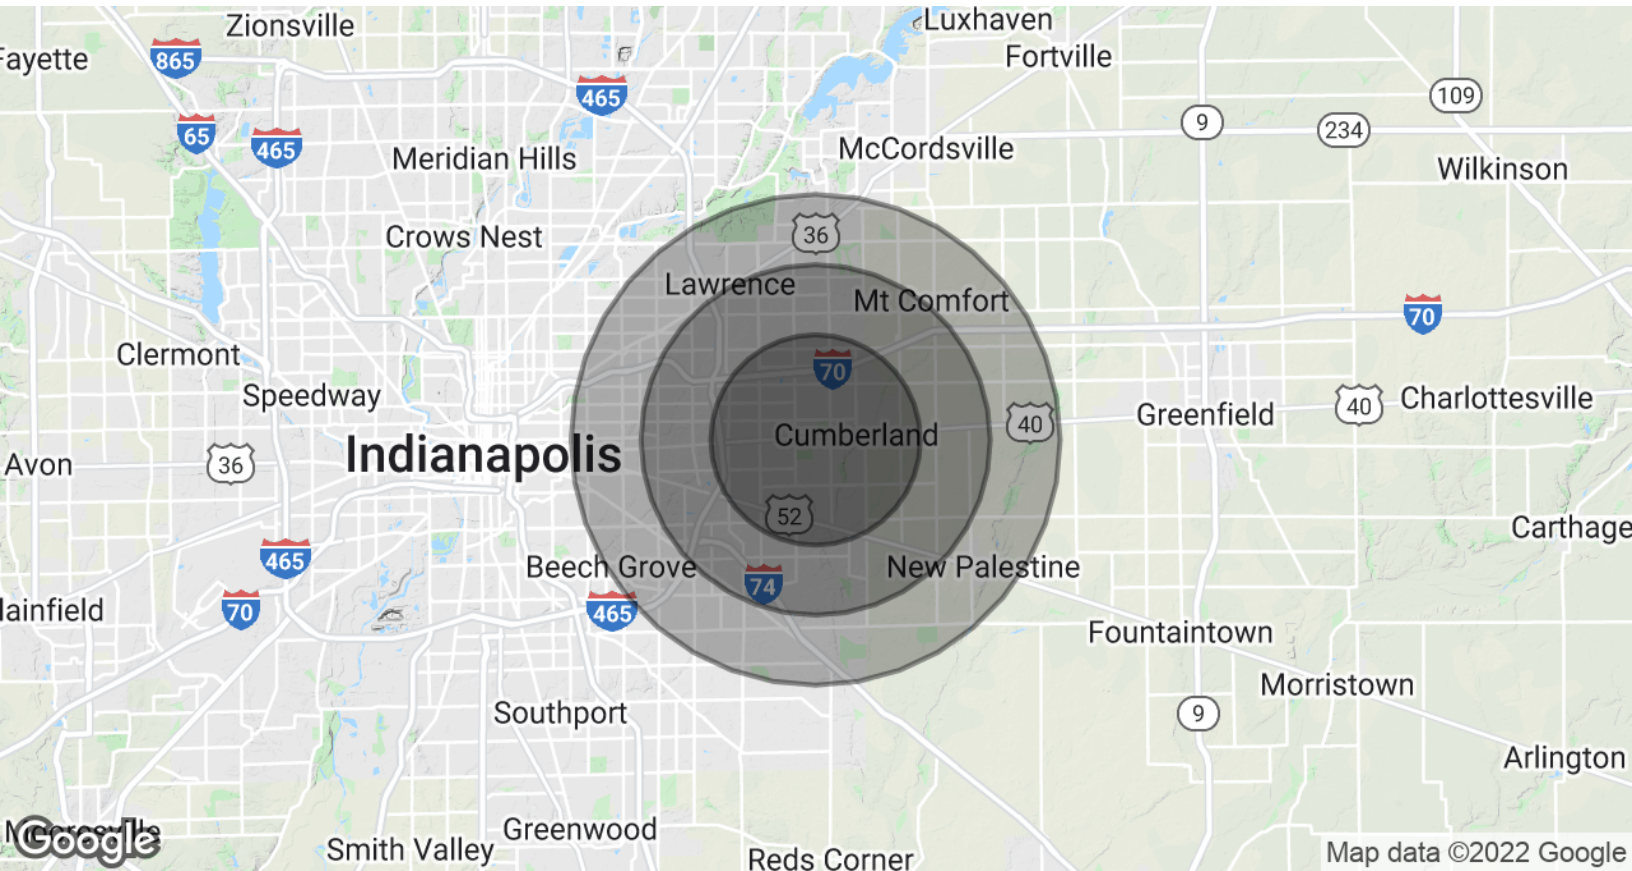 Zionsville
Luxhaven
Fayette
865
Fortville
465
109
65
465
9
234
Meridian Hills
McCordsville
Wilkinson
Crows Nest
36
Lawrence
Mt Comfort
70
Clermont
70
Speedway
Charlottesville
40
Greenfield
40
Cumberland
Indianapolis
Avon
36
52
Carthage
465
Beech Grove
New Palestine
74
lainfield
70
465
Fountaintown
Morristown
Southport
9
Arlington
Mooresville
Google
Greenwood
Smith Valley
Reds Corner
Map data ©2022 Google